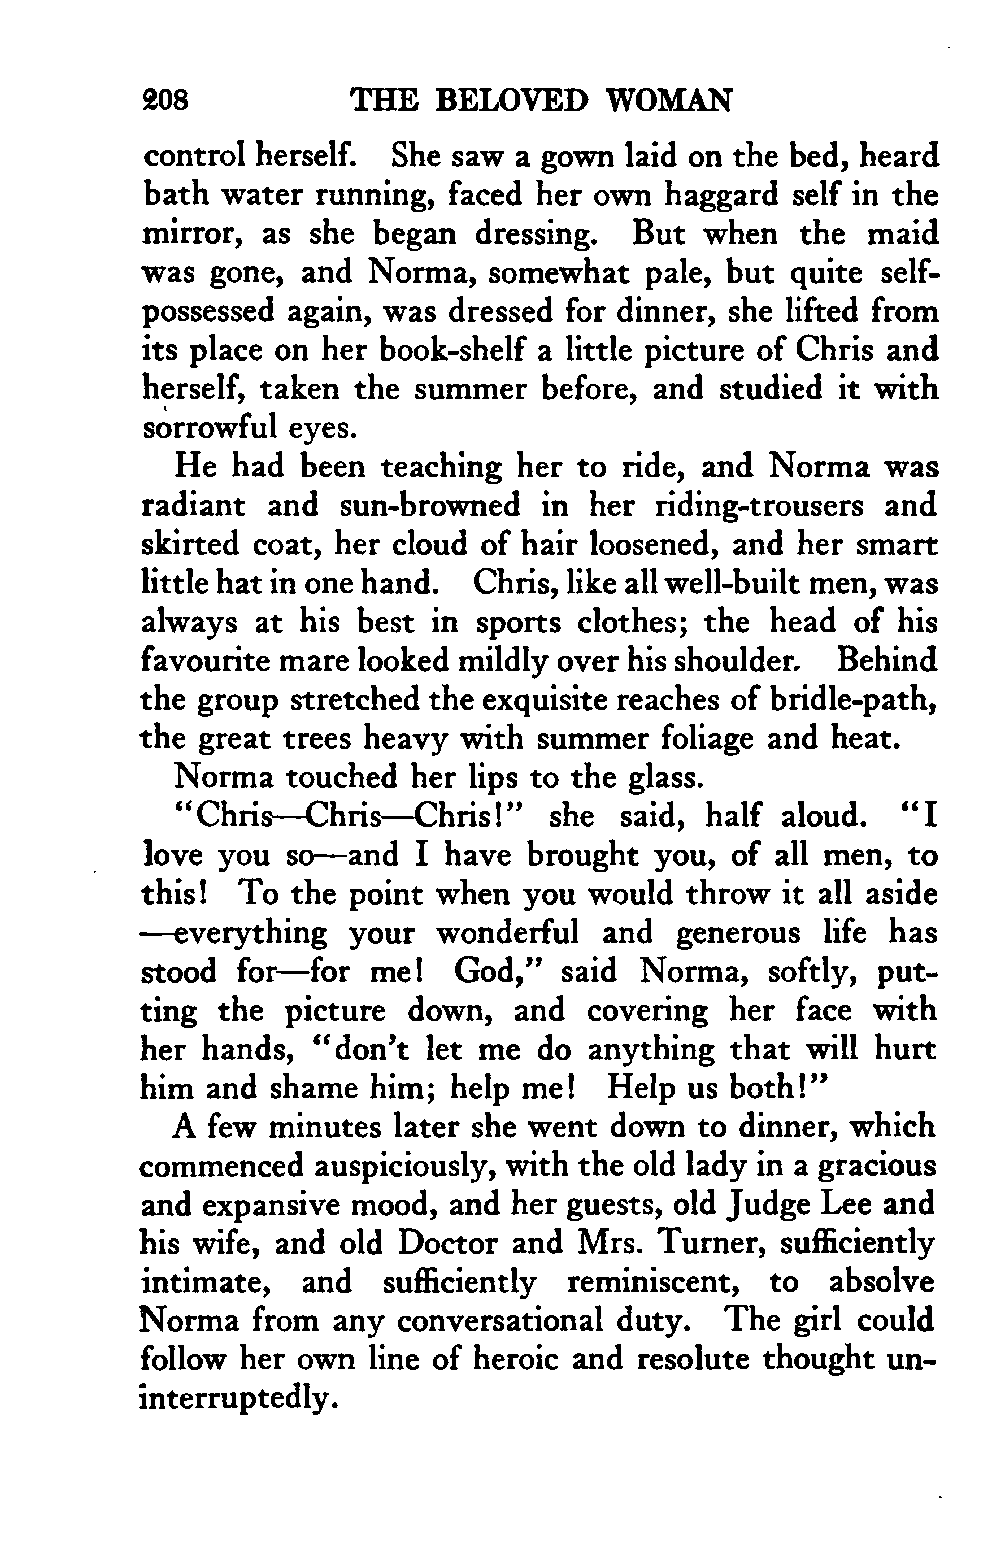 208 THE BELOVED WOMAN
control herself. She saw a gown laid on the bed, heard
bath water running, faced her own haggard self in the
mirror, as she began dressing. But when the maid
was gone, and Norma, somewhat pale, but quite self-
possessed again, was dressed for dinner, she lifted from
its place on her book-shelf a little picture of Chris and
herself, taken the summer before, and studied it with
sorrowful eyes.
He had been teaching her to ride, and Norma was
radiant and sun-browned in her riding-trousers and
skirted coat, her cloud of hair loosened, and her smart
little hat in one hand. Chris, like all well-built men, was
always at his best in sports clothes; the head of his
favourite mare looked mildly over his shoulder. Behind
the group stretched the exquisite reaches of bridle-path,
the great trees heavy with summer foliage and heat.
Norma touched her lips to the glass.
"Chris—Chris—Chris!" she said, half aloud. "I
love you so—and I have brought you, of all men, to
this! To the point when you would throw it all aside
—everything your wonderful and generous life has
stood for—for me! God," said Norma, softly, put-
ting the picture down, and covering her face with
her hands, "don't let me do anything that will hurt
him and shame him; help me! Help us both!"
A few minutes later she went down to dinner, which
commenced auspiciously, with the old lady in a gracious
and expansive mood, and her guests, old Judge Lee and
his wife, and old Doctor and Mrs. Turner, sufficiently
intimate, and sufficiently reminiscent, to absolve
Norma from any conversational duty. The girl could
follow her own line of heroic and resolute thought un-
interruptedly.